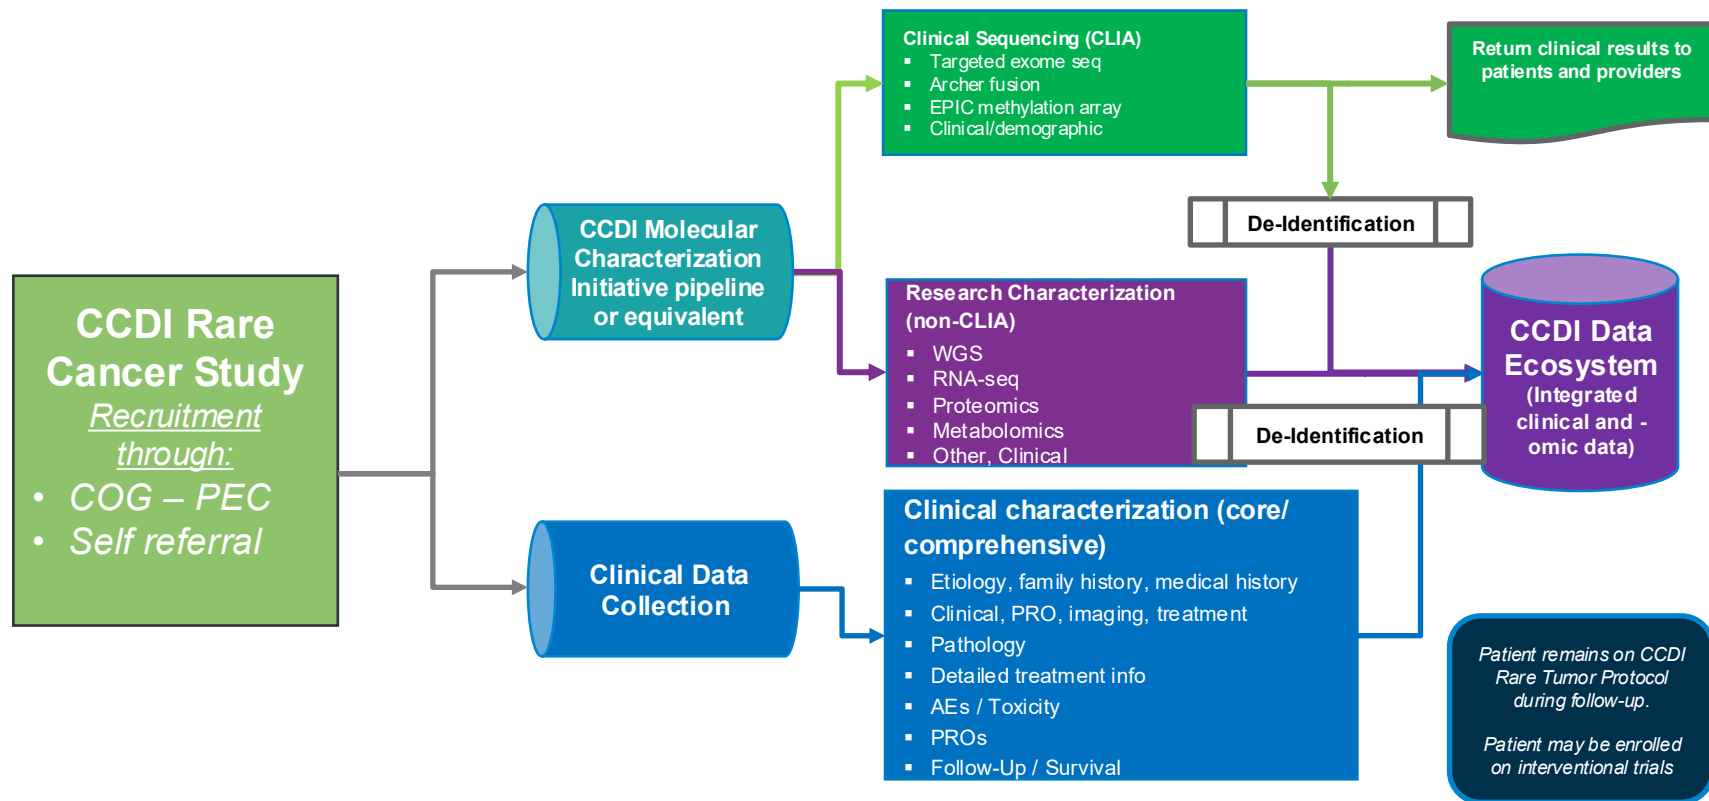 CCDI Rare
Cancer Study
Recruitment
through:
• COG – PEC
• Self referral
CCDI Molecular
Characterization
Initiative pipeline
or equivalent
Clinical Data
Collection
Clinical Sequencing (CLIA)
▪ Targeted exome seq
▪ Archer fusion
▪ EPIC methylation array
▪ Clinical/demographic
Return clinical results to
patients and providers
De-Identification
Research Characterization
(non-CLIA)
▪ WGS
▪ RNA-seq
▪ Proteomics
▪ Metabolomics
▪ Other, Clinical
De-Identification
CCDI Data
Ecosystem
(Integrated
clinical and -
omic data)
Clinical characterization (core/
comprehensive)
▪ Etiology, family history, medical history
▪ Clinical, PRO, imaging, treatment
▪ Pathology
▪ Detailed treatment info
▪ AEs / Toxicity
▪ PROs
▪ Follow-Up / Survival
Patient remains on CCDI
Rare Tumor Protocol
during follow-up.
Patient may be enrolled
on interventional trials